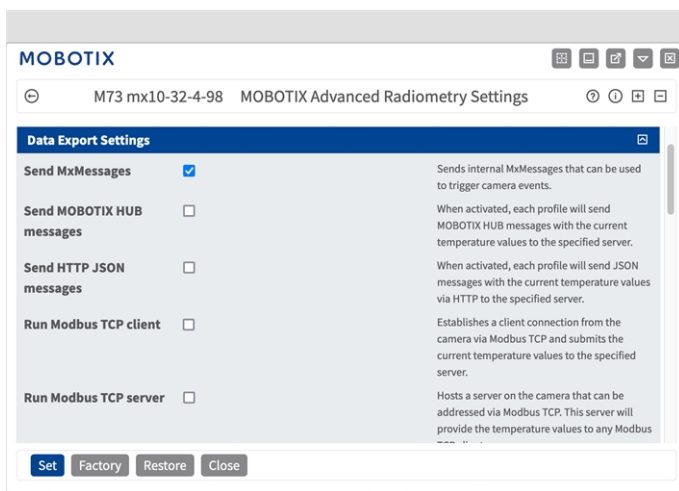 MOBOTIX
M73 mx10-32-4-98 MOBOTIX Advanced Radiometry Settings
Data Export Settings
Send MxMessages
Sends internal MxMessages that can be used
to trigger camera events.
Send MOBOTIX HUB
messages
When activated, each profile will send
MOBOTIX HUB messages with the current
temperature values to the specified server.
Send HTTP JSON
messages
When activated, each profile will send JSON
messages with the current temperature values
via HTTP to the specified server.
Run Modbus TCP client
Establishes a client connection from the
camera via Modbus TCP and submits the
current temperature values to the specified
server.
Run Modbus TCP server
Hosts a server on the camera that can be
addressed via Modbus TCP. This server will
provide the temperature values to any Modbus
Set Factory Restore Close